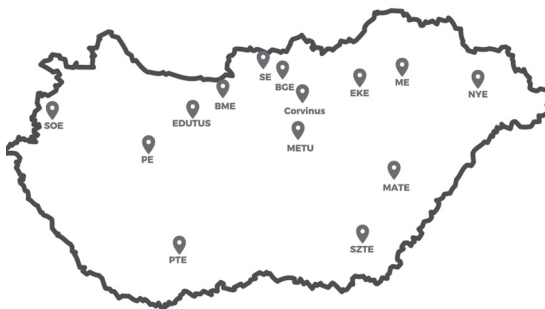 SE
BGE
ME
EKE
NYE
BME
Corvinus
SOE
EDUTUS
METU
PE
MATE
SZTE
PTE